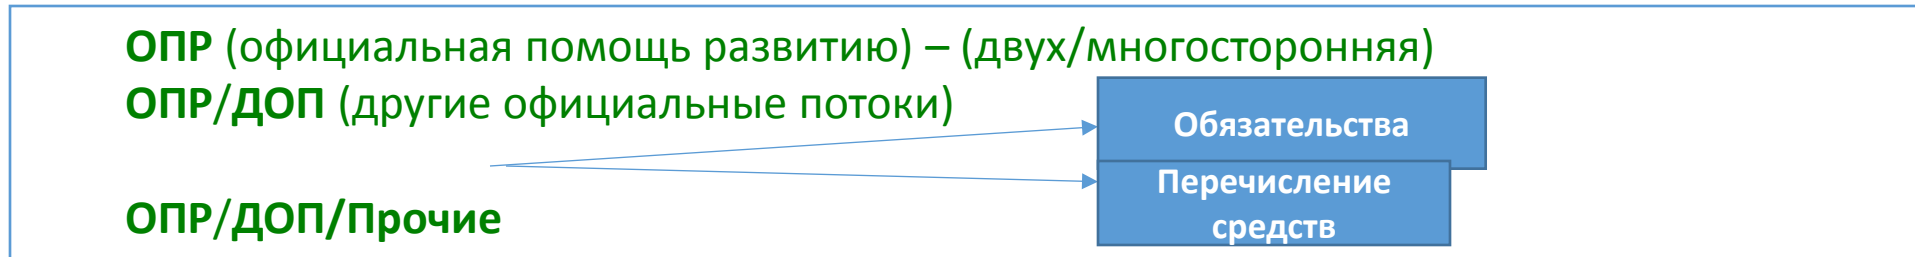 ОПР (официальная помощь развитию) – (двух/многосторонняя)
ОПР/ДОП (другие официальные потоки)
Обязательства
Перечисление
средств
ОПР/ДОП/Прочие